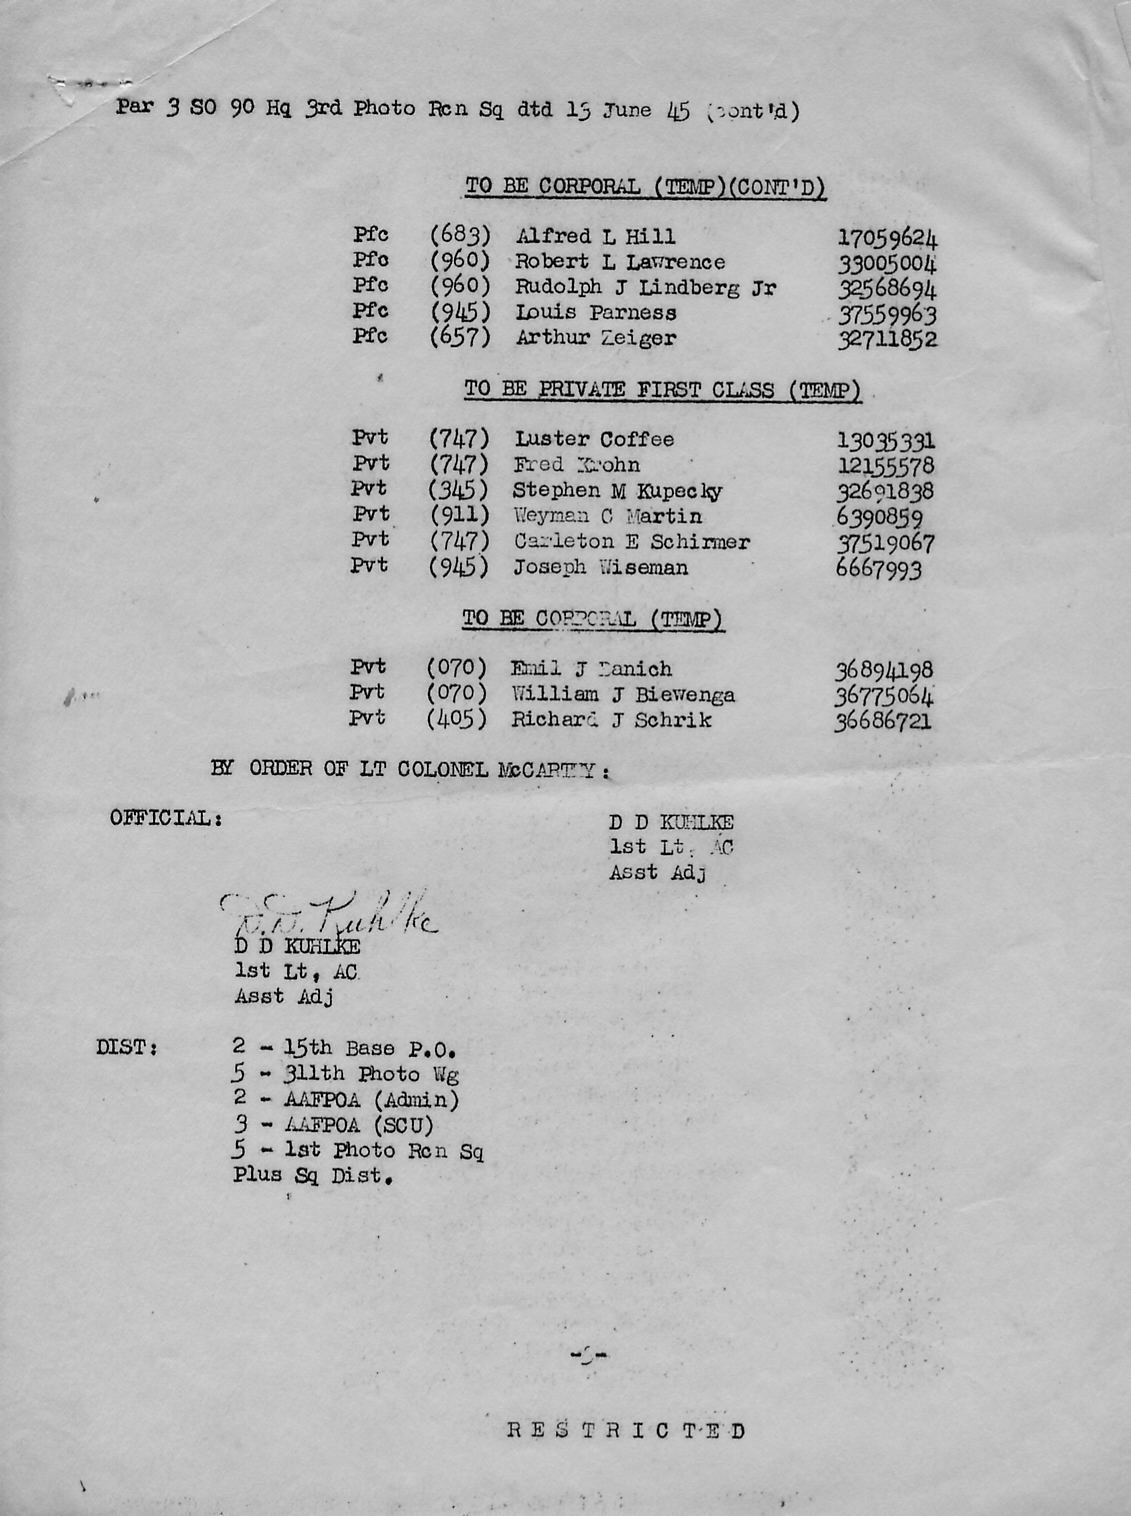 Par 3 SO 90 Hq 3rd Photo Rcn Sq dtd 13 June 45 (cont'd)
TO BE CORPORAL (TEMP)(CONT'D)
Pfc (683) Alfred L Hill 17059624
Pfc (960) Robert L Lawrence 33005004
Pfc (960) Rudolph J Lindberg Jr 32568694
Pfc (945) Louis Parness 37559963
Pfc (657) Arthur Zeiger 32711852
TO BE PRIVATE FIRST CLASS (TEMP)
Pvt (747) Luster Coffee 13035331
Pvt (747) Fred Krohn 12155578
Pvt (345) Stephen M Kupecky 32691838
Pvt (911) Weyman C Martin 6390859
Pvt (747) Carleton E Schirmer 37519067
Pvt (945) Joseph Wiseman 6667993
TO BE CORPORAL (TEMP)
Pvt (070) Emil J 36894198
Pvt (070) William J Biewenga 36775064
Pvt (405) Richard J Schrik 36686721
BY ORDER OF LT COLONEL McCARTHY:
OFFICIAL:
D D KUHLKE
1st Lt, AC
Asst Adj
D.D. Kuhlke
D D KUHLKE
1st Lt, AC
Asst Adj
DIST: 2 - 15th Base P.O.
5 - 311th Photo Wg
2 - AAFPOA (Admin)
3 - AAFPOA (SCU)
5 - 1st Photo Rcn Sq
Plus Sq Dist.
RESTRICTED